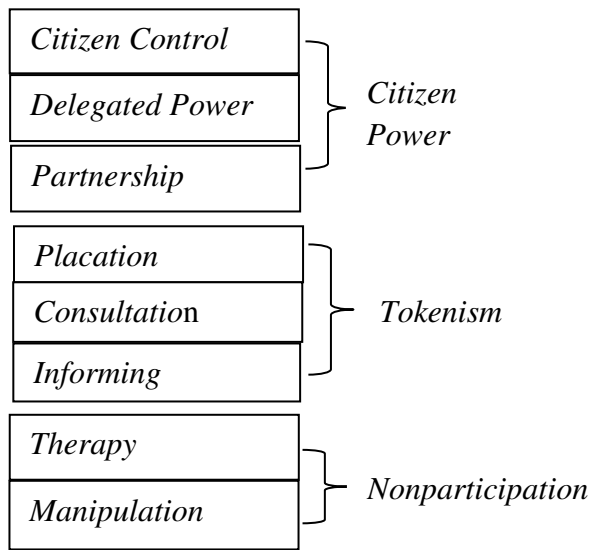 Citizen Control
Delegated Power
Partnership
Citizen
Power
Placation
Consultation
Informing
Tokenism
Therapy
Manipulation
Nonparticipation